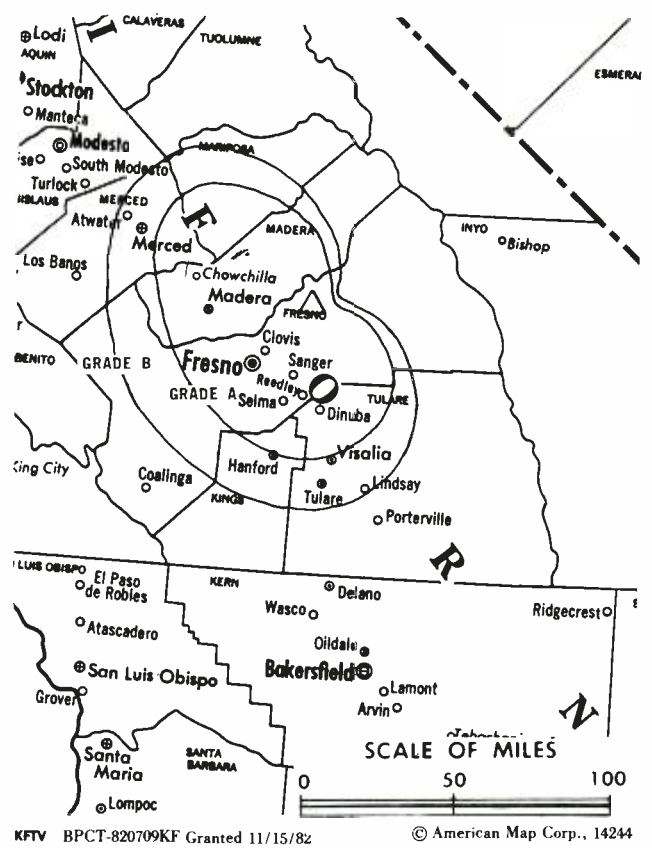 CALAVERAS
I
Lodi
TUOLUMNE
AQUIN
ESMERAL
Stockton
Manteca
MARIPOSA
Modesto
ise
South Modesto
Turlock
ISLAUS
MERCED
Atwater
F
Merced
MADERA
INYO
Bishop
Los Banos
Chowchilla
Madera
FRESNO
r
Clovis
BENITO
GRADE B
Fresno
Sanger
Reedley
GRADE A
Selma
TULARE
Dinuba
Visalia
Hanford
King City
Coalinga
Tulare
Lindsay
KINGS
Porterville
R
LUIS OBISPO
El Paso
de Robles
KERN
Delano
Wasco
Ridgecrest
Atascadero
Oildale
San Luis Obispo
Bakersfield
Grover
Lamont
Arvin
N
Santa
Maria
SANTA
BARBARA
SCALE OF MILES
0 50 100
Lompoc
KFTV BPCT-820709KF Granted 11/15/82
© American Map Corp., 14244